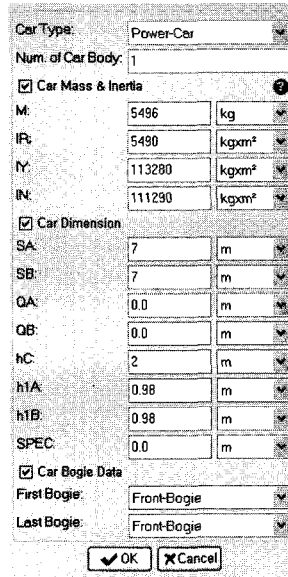 Car Type: Power-Car
Num. of Car Body: 1
Car Mass & Inertia ?
M: 5496 kg
IR: 5490 kgxm²
IY: 113280 kgxm²
IN: 111290 kgxm²
Car Dimension
SA: 7 m
SB: 7 m
QA: 0.0 m
QB: 0.0 m
hC: 2 m
h1A: 0.98 m
h1B: 0.98 m
SPEC: 0.0 m
Car Bogie Data
First Bogie: Front-Bogie
Last Bogie: Front-Bogie
OK Cancel